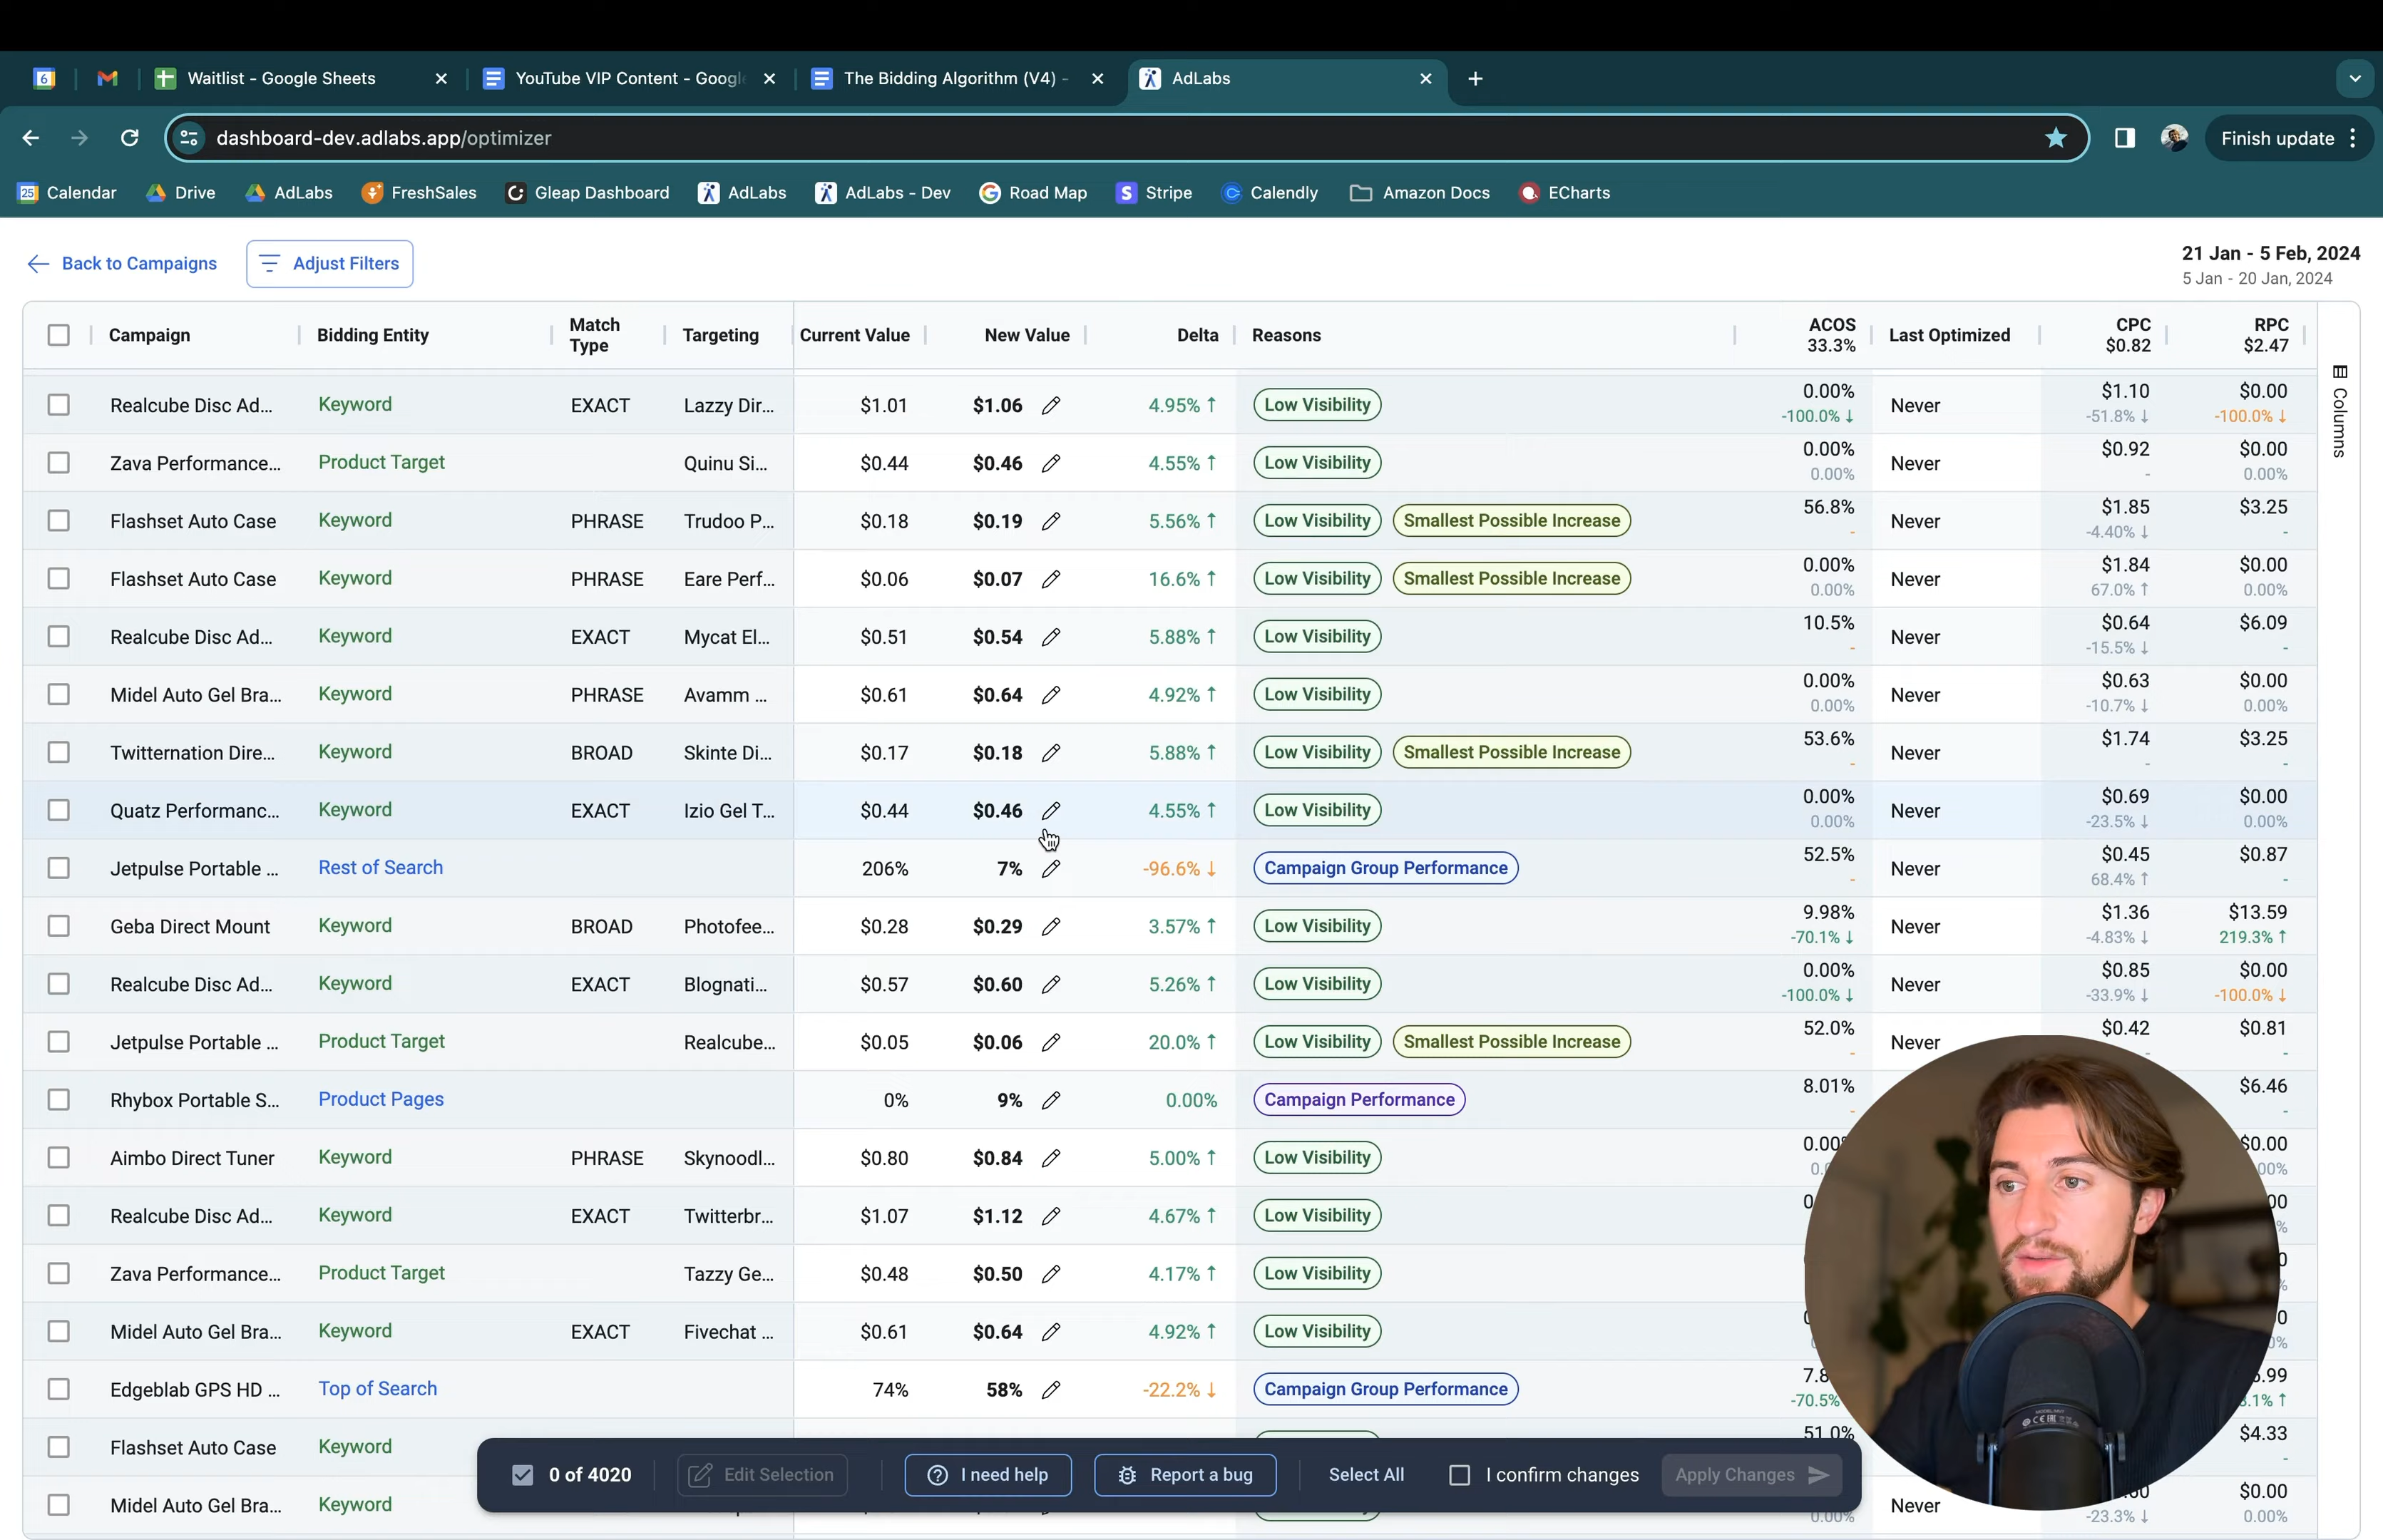 6
Waitlist - Google Sheets
YouTube VIP Content - Google
The Bidding Algorithm (V4) -
AdLabs
dashboard-dev.adlabs.app/optimizer
Finish update
25 Calendar
Drive
AdLabs
FreshSales
Gleap Dashboard
AdLabs
AdLabs - Dev
Road Map
S Stripe
Calendly
Amazon Docs
ECharts
Back to Campaigns
Adjust Filters
21 Jan - 5 Feb, 2024
5 Jan - 20 Jan, 2024
Campaign Bidding Entity Match Type Targeting Current Value New Value Delta Reasons ACOS 33.3% Last Optimized CPC $0.82 RPC $2.47
Columns
Realcube Disc Ad... Keyword EXACT Lazzy Dir... $1.01 $1.06 4.95% ↑ Low Visibility 0.00% Never $1.10 $0.00
-100.0% ↓ -51.8% ↓ -100.0% ↓
Zava Performance... Product Target Quinu Si... $0.44 $0.46 4.55% ↑ Low Visibility 0.00% Never $0.92 $0.00
0.00% - 0.00%
Flashset Auto Case Keyword PHRASE Trudoo P... $0.18 $0.19 5.56% ↑ Low Visibility Smallest Possible Increase 56.8% Never $1.85 $3.25
- -4.40% ↓ -
Flashset Auto Case Keyword PHRASE Eare Perf... $0.06 $0.07 16.6% ↑ Low Visibility Smallest Possible Increase 0.00% Never $1.84 $0.00
0.00% 67.0% ↑ 0.00%
Realcube Disc Ad... Keyword EXACT Mycat El... $0.51 $0.54 5.88% ↑ Low Visibility 10.5% Never $0.64 $6.09
- -15.5% ↓ -
Midel Auto Gel Bra... Keyword PHRASE Avamm ... $0.61 $0.64 4.92% ↑ Low Visibility 0.00% Never $0.63 $0.00
0.00% -10.7% ↓ 0.00%
Twitternation Dire... Keyword BROAD Skinte Di... $0.17 $0.18 5.88% ↑ Low Visibility Smallest Possible Increase 53.6% Never $1.74 $3.25
- - -
Quatz Performanc... Keyword EXACT Izio Gel T... $0.44 $0.46 4.55% ↑ Low Visibility 0.00% Never $0.69 $0.00
0.00% -23.5% ↓ 0.00%
Jetpulse Portable ... Rest of Search 206% 7% -96.6% ↓ Campaign Group Performance 52.5% Never $0.45 $0.87
- 68.4% ↑ -
Geba Direct Mount Keyword BROAD Photofee... $0.28 $0.29 3.57% ↑ Low Visibility 9.98% Never $1.36 $13.59
-70.1% ↓ -4.83% ↓ 219.3% ↑
Realcube Disc Ad... Keyword EXACT Blognati... $0.57 $0.60 5.26% ↑ Low Visibility 0.00% Never $0.85 $0.00
-100.0% ↓ -33.9% ↓ -100.0% ↓
Jetpulse Portable ... Product Target Realcube... $0.05 $0.06 20.0% ↑ Low Visibility Smallest Possible Increase 52.0% Never $0.42 $0.81
- - -
Rhybox Portable S... Product Pages 0% 9% 0.00% Campaign Performance 8.01% $6.46
- -
Aimbo Direct Tuner Keyword PHRASE Skynoodl... $0.80 $0.84 5.00% ↑ Low Visibility $0.00
Realcube Disc Ad... Keyword EXACT Twitterbr... $1.07 $1.12 4.67% ↑ Low Visibility
Zava Performance... Product Target Tazzy Ge... $0.48 $0.50 4.17% ↑ Low Visibility
Midel Auto Gel Bra... Keyword EXACT Fivechat ... $0.61 $0.64 4.92% ↑ Low Visibility
Edgeblab GPS HD ... Top of Search 74% 58% -22.2% ↓ Campaign Group Performance
-70.5%
Flashset Auto Case Keyword 51.0% $4.33
-
0 of 4020 Edit Selection I need help Report a bug Select All I confirm changes Apply Changes
Midel Auto Gel Bra... Keyword Never $0.00
-23.3% ↓ 0.00%